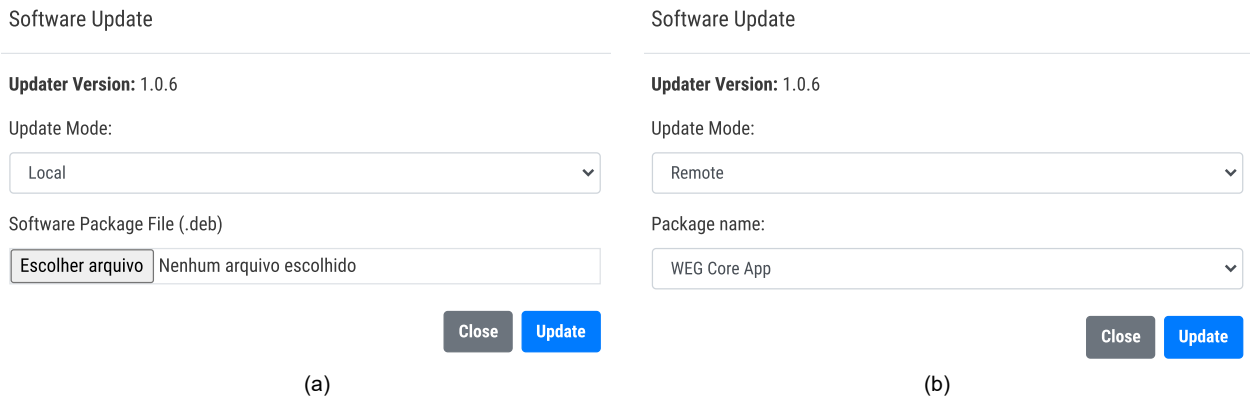 Software Update
Updater Version: 1.0.6
Update Mode:
Local
Software Package File (.deb)
Escolher arquivo Nenhum arquivo escolhido
Close Update
(a)
Software Update
Updater Version: 1.0.6
Update Mode:
Remote
Package name:
WEG Core App
Close Update
(b)